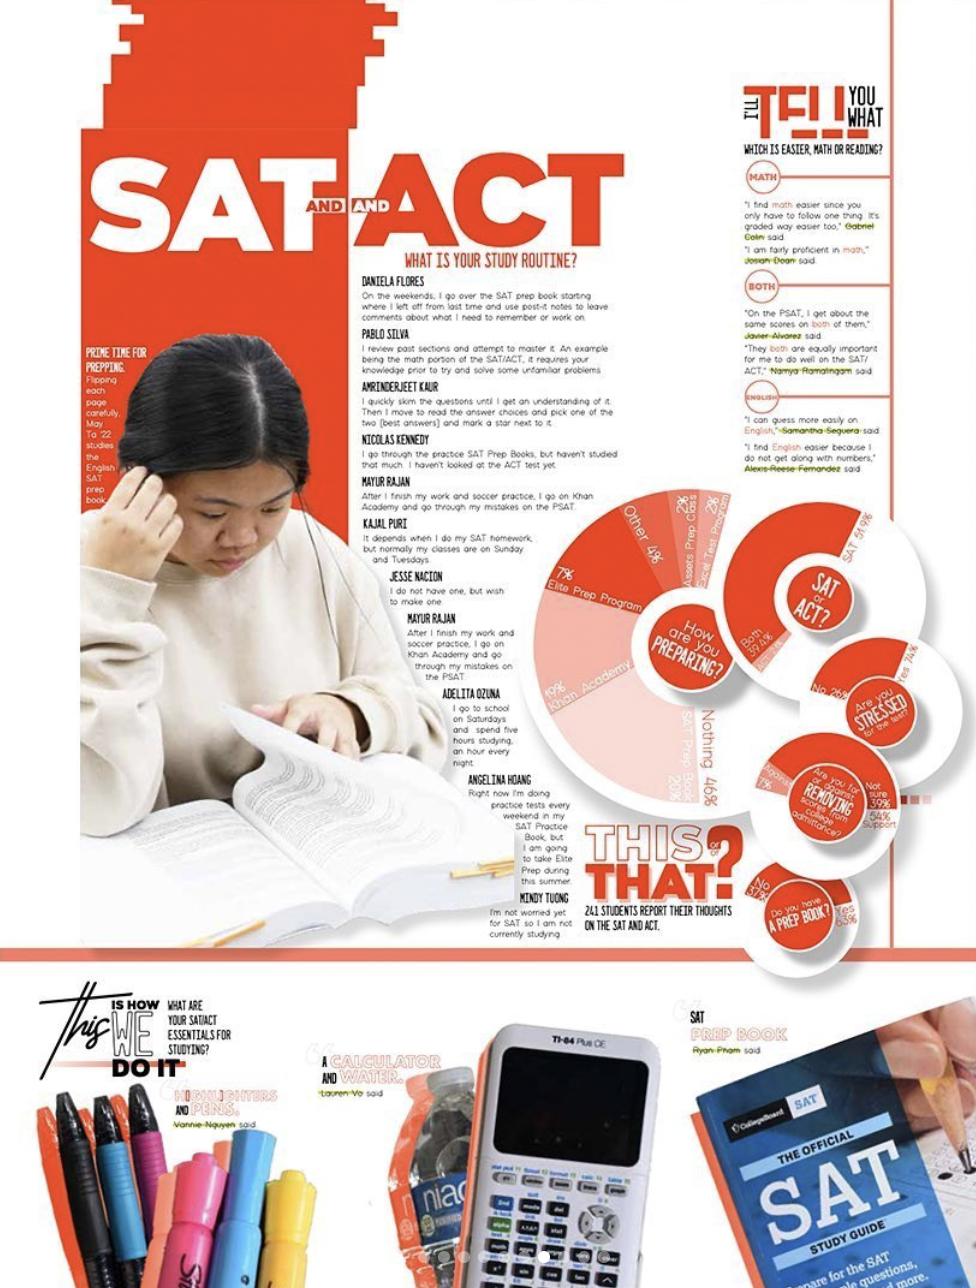 SAT AND AND ACT
WHAT IS YOUR STUDY ROUTINE?
DANIELA FLORES
On the weekends, I go over the SAT prep book starting
where I left off from last time and use post-it notes to leave
comments about what I need to remember or work on.
PABLO SILVA
I review past sections and attempt to master it. An example
being the math portion of the SAT/ACT, it requires your
knowledge prior to try and solve some unfamiliar problems
AMRINDERJEET KAUR
I quickly skim the questions until I get an understanding of it.
Then I move to read the answer choices and pick one of the
two [best answers] and mark a star next to it.
NICOLAS KENNEDY
I go through the practice SAT Prep Books, but haven't studied
that much. I haven't looked at the ACT test yet.
MAYUR RAJAN
After I finish my work and soccer practice, I go on Khan
Academy and go through my mistakes on the PSAT.
KAJAL PURI
It depends when I do my SAT homework,
but normally my classes are on Sunday
and Tuesdays.
JESSE NACION
I do not have one, but wish
to make one.
MAYUR RAJAN
After I finish my work and
soccer practice, I go on
Khan Academy and go
through my mistakes on
the PSAT.
ADELITA OZUNA
I go to school
on Saturdays
and spend five
hours studying,
an hour every
night.
ANGELINA HOANG
Right now I'm doing
practice tests every
weekend in my
SAT Practice
Book, but
I am going
to take Elite
Prep during
this summer.
MINDY TUONG
I'm not worried yet
for SAT so I am not
currently studying
PRIME TIME FOR
PREPPING.
Flipping
each
page
carefully,
May
Ta '22
studies
the
English
SAT
prep
book.
I'LL TELL YOU WHAT
WHICH IS EASIER, MATH OR READING?
MATH
"I find math easier since you
only have to follow one thing. It's
graded way easier too," Gabriel
Colin said.
"I am fairly proficient in math,"
Josiah Doan said.
BOTH
"On the PSAT, I get about the
same scores on both of them,"
Javier Alvarez said.
"They both are equally important
for me to do well on the SAT/
ACT," Namya Ramalingam said.
ENGLISH
"I can guess more easily on
English," Samantha Seguera said.
"I find English easier because I
do not get along with numbers,"
Alexis-Reese Fernandez said
How
are you
PREPARING?
Other 4%
2%
Assets Prep Class
2%
Excel Test Program
7%
Elite Prep Program
19%
Khan Academy
SAT Prep Book
20%
Nothing 46%
SAT
or
ACT?
SAT 51.9%
Both
39.4%
Are you
STRESSED
for the test?
No 26%
Yes 74%
Are you for
or against
REMOVING
scores from
college
admittance?
Against
7%
Not
sure
39%
54%
Support
Do you have
A PREP BOOK?
No
37%
Yes
63%
THIS or
THAT?
241 STUDENTS REPORT THEIR THOUGHTS
ON THE SAT AND ACT.
this IS HOW
WE
DO IT
WHAT ARE
YOUR SAT/ACT
ESSENTIALS FOR
STUDYING?
HIGHLIGHTERS
AND PENS.
Vannie Nguyen said
A CALCULATOR
AND WATER.
Lauren Vo said
SAT
PREP BOOK
Ryan Pham said
TI-84 Plus CE
niag
CollegeBoard SAT
THE OFFICIAL
SAT
STUDY GUIDE